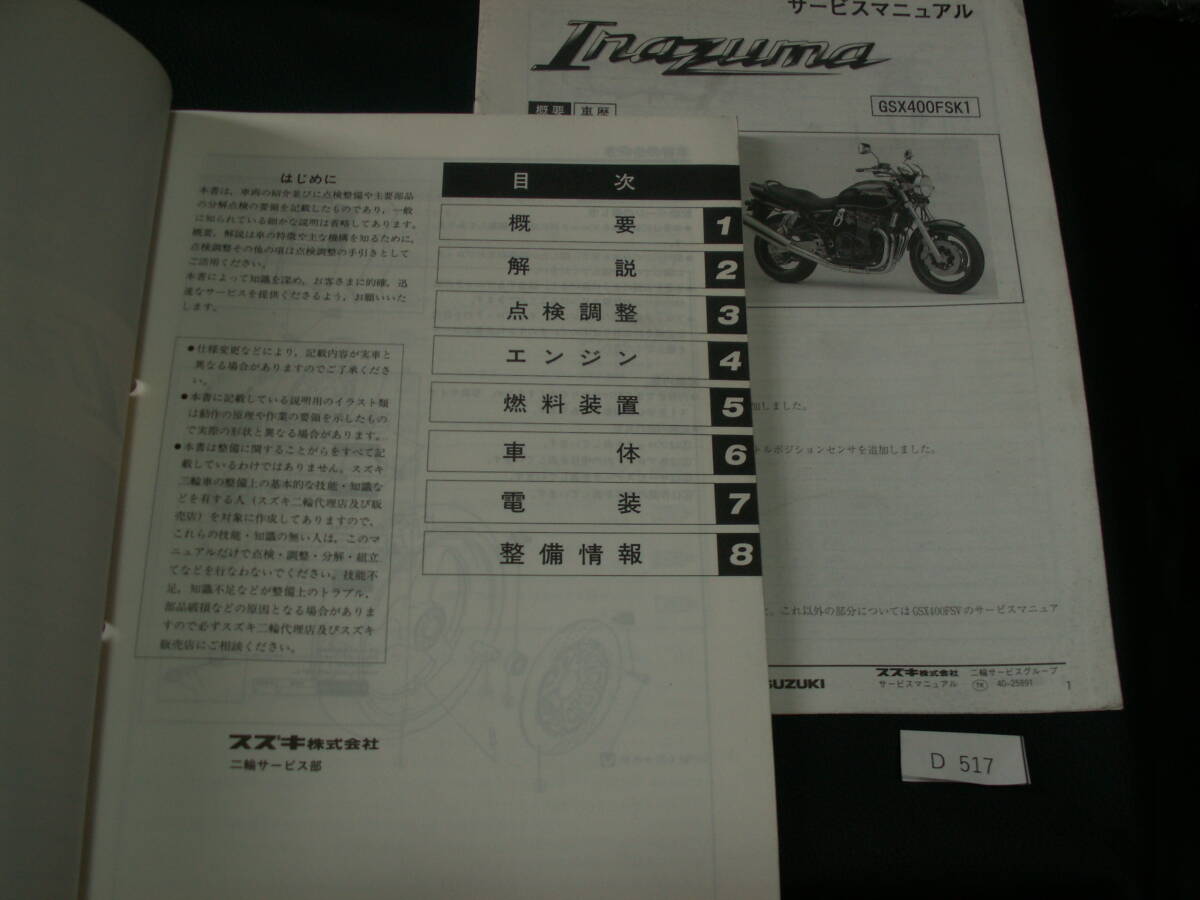 サービスマニュアル
Inazuma
概要 車歴
GSX400FSK1
加しました。
トルポジションセンサを追加しました。
これ以外の部分についてはGSX400FSVのサービスマニュア
SUZUKI
スズキ株式会社 二輪サービスグループ
サービスマニュアル 40-25891
1
はじめに
本書は、車両の紹介並びに点検整備や主要部品
の分解点検の要領を記載したものであり、一般
に知られている細かな説明は省略してあります。
概要、解説は車の特徴や主な機構を知るために、
点検調整その他の項は点検調整の手引きとして
ご活用ください。
本書によって知識を深め、お客さまに的確、迅
速なサービスを提供くださるよう、お願いいた
します。
●仕様変更などにより、記載内容が実車と
異なる場合がありますのでご了承くださ
い。
●本書に記載している説明用のイラスト類
は動作の原理や作業の要領を示したもの
で実際の形状と異なる場合があります。
●本書は整備に関することがらをすべて記
載しているわけではありません。スズキ
二輪車の整備上の基本的な技能・知識な
どを有する人（スズキ二輪代理店及び販
売店）を対象に作成してありますので、
これらの技能・知識の無い人は、このマ
ニュアルだけで点検・調整・分解・組立
てなどを行なわないでください。技能不
足、知識不足などが整備上のトラブル、
部品破損などの原因となる場合がありま
すので必ずスズキ二輪代理店及びスズキ
販売店にご相談ください。
スズキ株式会社
二輪サービス部
目次
概要 1
解説 2
点検調整 3
エンジン 4
燃料装置 5
車体 6
電装 7
整備情報 8
D 517